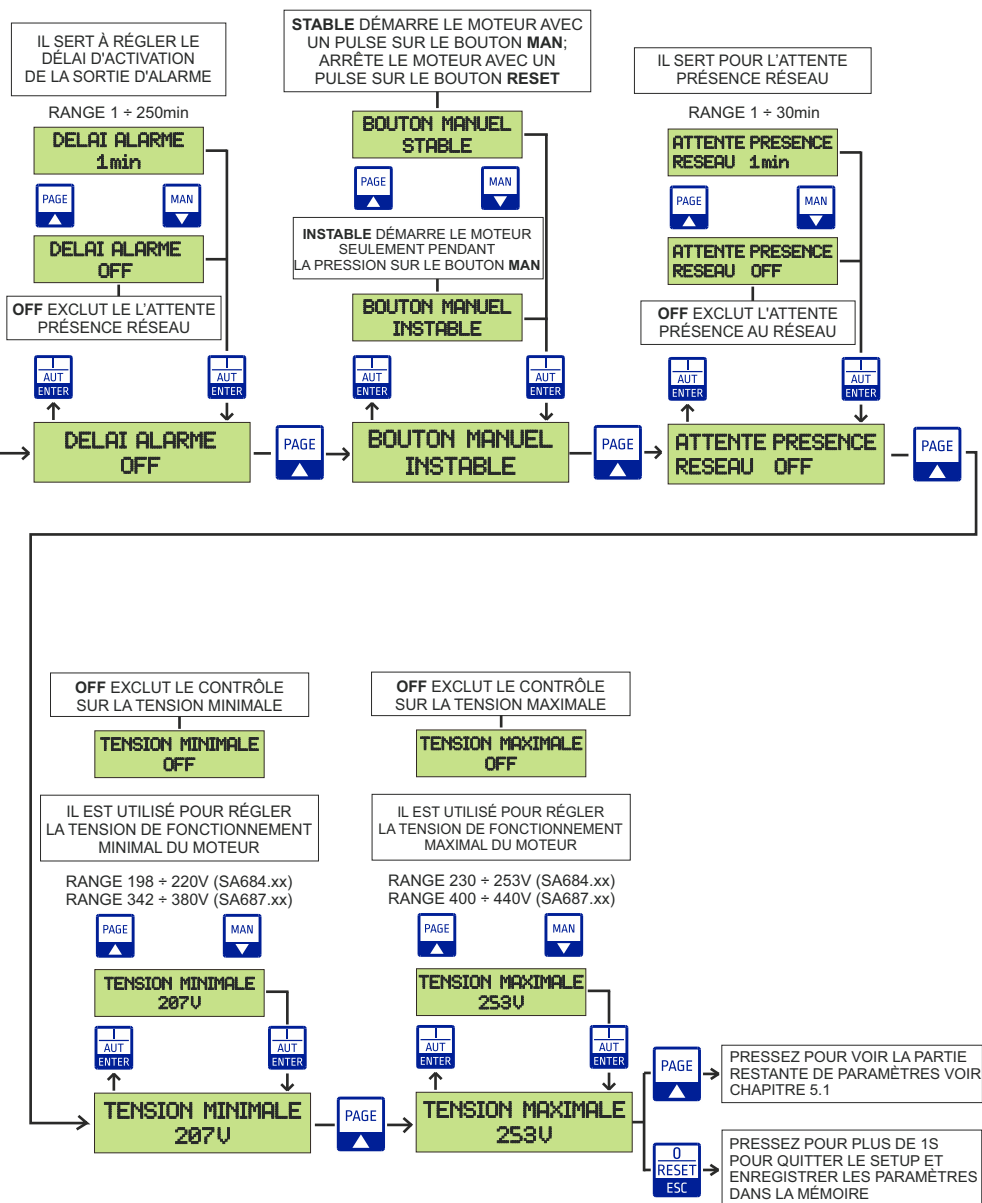 IL SERT À RÉGLER LE
DÉLAI D'ACTIVATION
DE LA SORTIE D'ALARME
RANGE 1 ÷ 250min
DELAI ALARME
1min
PAGE
MAN
DELAI ALARME
OFF
OFF EXCLUT LE L'ATTENTE
PRÉSENCE RÉSEAU
I
AUT
ENTER
I
AUT
ENTER
DELAI ALARME
OFF
PAGE
STABLE DÉMARRE LE MOTEUR AVEC
UN PULSE SUR LE BOUTON MAN;
ARRÊTE LE MOTEUR AVEC UN
PULSE SUR LE BOUTON RESET
BOUTON MANUEL
STABLE
PAGE
MAN
INSTABLE DÉMARRE LE MOTEUR
SEULEMENT PENDANT
LA PRESSION SUR LE BOUTON MAN
BOUTON MANUEL
INSTABLE
I
AUT
ENTER
I
AUT
ENTER
BOUTON MANUEL
INSTABLE
PAGE
IL SERT POUR L'ATTENTE
PRÉSENCE RÉSEAU
RANGE 1 ÷ 30min
ATTENTE PRESENCE
RESEAU 1min
PAGE
MAN
ATTENTE PRESENCE
RESEAU OFF
OFF EXCLUT L'ATTENTE
PRÉSENCE AU RÉSEAU
I
AUT
ENTER
I
AUT
ENTER
ATTENTE PRESENCE
RESEAU OFF
PAGE
OFF EXCLUT LE CONTRÔLE
SUR LA TENSION MINIMALE
TENSION MINIMALE
OFF
IL EST UTILISÉ POUR RÉGLER
LA TENSION DE FONCTIONNEMENT
MINIMAL DU MOTEUR
RANGE 198 ÷ 220V (SA684.xx)
RANGE 342 ÷ 380V (SA687.xx)
PAGE
MAN
TENSION MINIMALE
207V
I
AUT
ENTER
I
AUT
ENTER
TENSION MINIMALE
207V
PAGE
OFF EXCLUT LE CONTRÔLE
SUR LA TENSION MAXIMALE
TENSION MAXIMALE
OFF
IL EST UTILISÉ POUR RÉGLER
LA TENSION DE FONCTIONNEMENT
MAXIMAL DU MOTEUR
RANGE 230 ÷ 253V (SA684.xx)
RANGE 400 ÷ 440V (SA687.xx)
PAGE
MAN
TENSION MAXIMALE
253V
I
AUT
ENTER
I
AUT
ENTER
TENSION MAXIMALE
253V
PAGE
PRESSEZ POUR VOIR LA PARTIE
RESTANTE DE PARAMÈTRES VOIR
CHAPITRE 5.1
0
RESET
ESC
PRESSEZ POUR PLUS DE 1S
POUR QUITTER LE SETUP ET
ENREGISTRER LES PARAMÈTRES
DANS LA MÉMOIRE